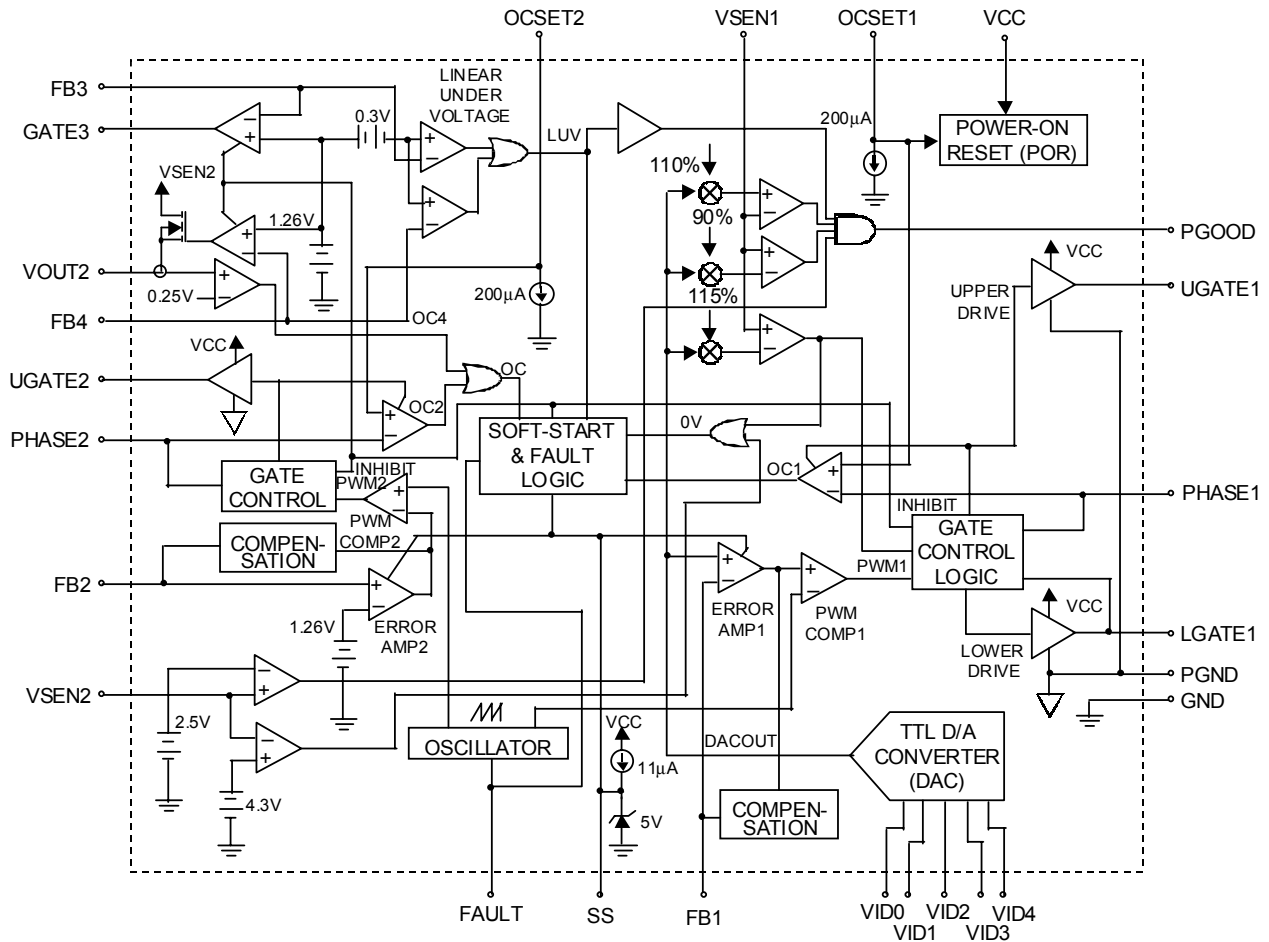 OCSET2
VSEN1
OCSET1
VCC
FB3
LINEAR
UNDER
VOLTAGE
0.3V
GATE3
LUV
200μA
POWER-ON
RESET (POR)
110%
VSEN2
1.26V
90%
PGOOD
VOUT2
VCC
0.25V
200μA
115%
UPPER
DRIVE
UGATE1
FB4
OC4
VCC
UGATE2
OC
OC2
PHASE2
0V
SOFT-START
& FAULT
LOGIC
INHIBIT
OC1
GATE
CONTROL
PWM2
PHASE1
INHIBIT
PWM
COMP2
GATE
CONTROL
LOGIC
COMPEN-
SATION
PWM1
FB2
1.26V
ERROR
AMP2
ERROR
AMP1
PWM
COMP1
VCC
LOWER
DRIVE
LGATE1
PGND
VSEN2
GND
2.5V
VCC
OSCILLATOR
DACOUT
TTL D/A
CONVERTER
(DAC)
11μA
4.3V
5V
COMPEN-
SATION
FAULT
SS
FB1
VID0
VID1
VID2
VID3
VID4